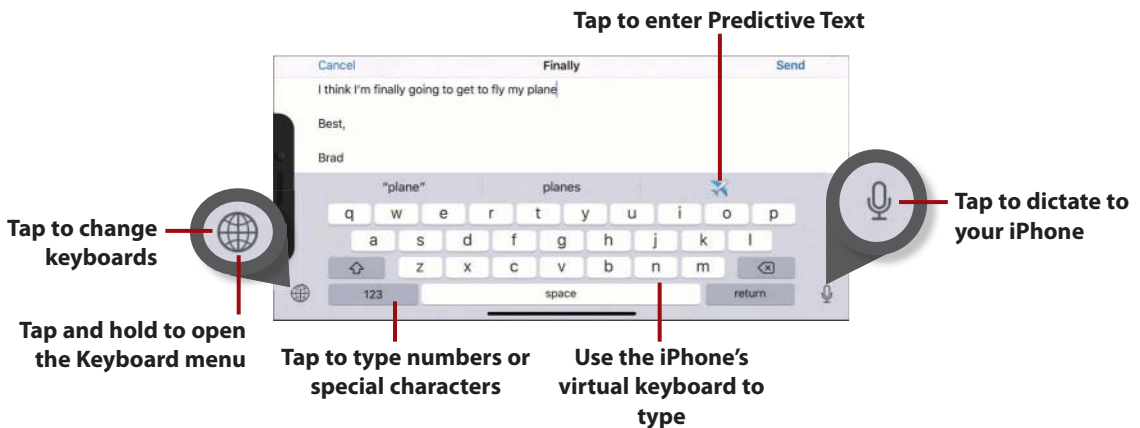 Tap to enter Predictive Text
Cancel Finally Send
I think I'm finally going to get to fly my plane
Best,
Brad
"plane" planes
q w e r t y u i o p
a s d f g h j k l
z x c v b n m
123 space return
Tap to change
keyboards
Tap and hold to open
the Keyboard menu
Tap to type numbers or
special characters
Use the iPhone's
virtual keyboard to
type
Tap to dictate to
your iPhone